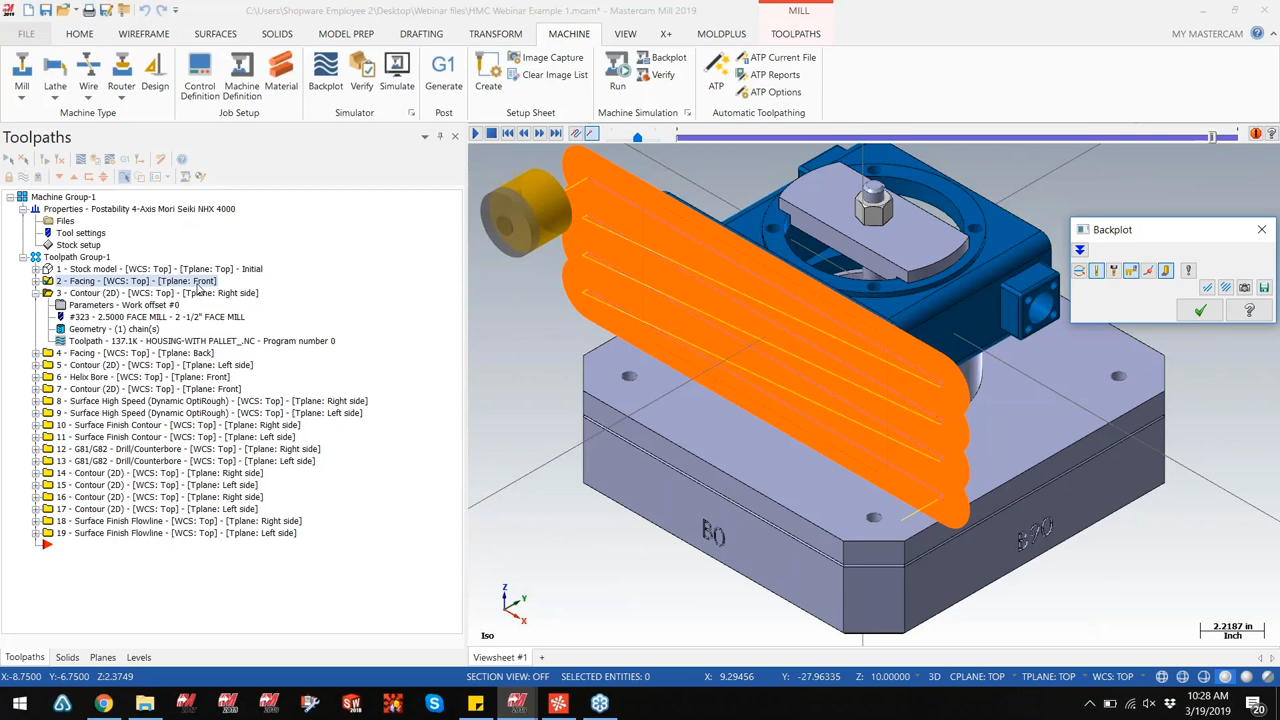 C:\Users\Shopware Employee 2\Desktop\Webinar files\HMC Webinar Example 1.mcam* - Mastercam Mill 2019
MILL
FILE HOME WIREFRAME SURFACES SOLIDS MODEL PREP DRAFTING TRANSFORM MACHINE VIEW X+ MOLDPLUS TOOLPATHS MY MASTERCAM
Mill Lathe Wire Router Design
Machine Type
Control Definition Machine Definition Material
Job Setup
Backplot Verify Simulate
Simulator
G1 Generate
Post
Create Image Capture Clear Image List
Setup Sheet
Run Backplot Verify
Machine Simulation
ATP ATP Current File ATP Reports ATP Options
Automatic Toolpathing
Toolpaths
Machine Group-1
Properties - Postability 4-Axis Mori Seiki NHX 4000
Files
Tool settings
Stock setup
Toolpath Group-1
1 - Stock model - [WCS: Top] - [Tplane: Top] - Initial
2 - Facing - [WCS: Top] - [Tplane: Front]
3 - Contour (2D) - [WCS: Top] - [Tplane: Right side]
Parameters - Work offset #0
#323 - 2.5000 FACE MILL - 2 -1/2" FACE MILL
Geometry - (1) chain(s)
Toolpath - 137.1K - HOUSING-WITH PALLET_.NC - Program number 0
4 - Facing - [WCS: Top] - [Tplane: Back]
5 - Contour (2D) - [WCS: Top] - [Tplane: Left side]
6 - Helix Bore - [WCS: Top] - [Tplane: Front]
7 - Contour (2D) - [WCS: Top] - [Tplane: Front]
8 - Surface High Speed (Dynamic OptiRough) - [WCS: Top] - [Tplane: Right side]
9 - Surface High Speed (Dynamic OptiRough) - [WCS: Top] - [Tplane: Left side]
10 - Surface Finish Contour - [WCS: Top] - [Tplane: Right side]
11 - Surface Finish Contour - [WCS: Top] - [Tplane: Left side]
12 - G81/G82 - Drill/Counterbore - [WCS: Top] - [Tplane: Right side]
13 - G81/G82 - Drill/Counterbore - [WCS: Top] - [Tplane: Left side]
14 - Contour (2D) - [WCS: Top] - [Tplane: Right side]
15 - Contour (2D) - [WCS: Top] - [Tplane: Left side]
16 - Contour (2D) - [WCS: Top] - [Tplane: Right side]
17 - Contour (2D) - [WCS: Top] - [Tplane: Left side]
18 - Surface Finish Flowline - [WCS: Top] - [Tplane: Right side]
19 - Surface Finish Flowline - [WCS: Top] - [Tplane: Left side]
Backplot
B0
B90
Z
Y
X
Iso
2.2187 in
Inch
Toolpaths Solids Planes Levels
Viewsheet #1
X:-8.7500 Y:-6.7500 Z:2.3749
SECTION VIEW: OFF SELECTED ENTITIES: 0 X: 9.29456 Y: -27.96335 Z: 10.00000 3D CPLANE: TOP TPLANE: TOP WCS: TOP
10:28 AM
3/19/2019
20